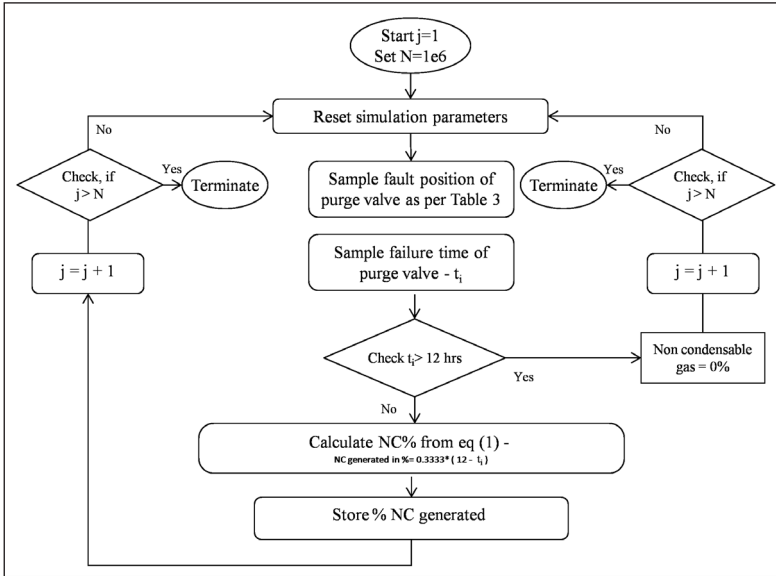 Start j=1
Set N=1e6
Reset simulation parameters
No
No
Check, if
j> N
Yes
Terminate
Sample fault position of
purge valve as per Table 3
Terminate
Yes
Check, if
j> N
Sample failure time of
purge valve - tᵢ
j = j + 1
j = j + 1
Check tᵢ> 12 hrs
Yes
Non condensable
gas = 0%
No
Calculate NC% from eq (1) -
NC generated in %= 0.3333* ( 12 - tᵢ )
Store % NC generated